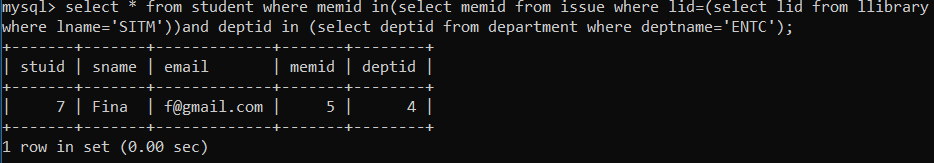 mysql> select * from student where memid in(select memid from issue where lid=(select lid from llibrary
where lname='SITM'))and deptid in (select deptid from department where deptname='ENTC');
+-------+-------+-------------+-------+--------+
| stuid | sname | email       | memid | deptid |
+-------+-------+-------------+-------+--------+
|     7 | Fina  | f@gmail.com |     5 |      4 |
+-------+-------+-------------+-------+--------+
1 row in set (0.00 sec)